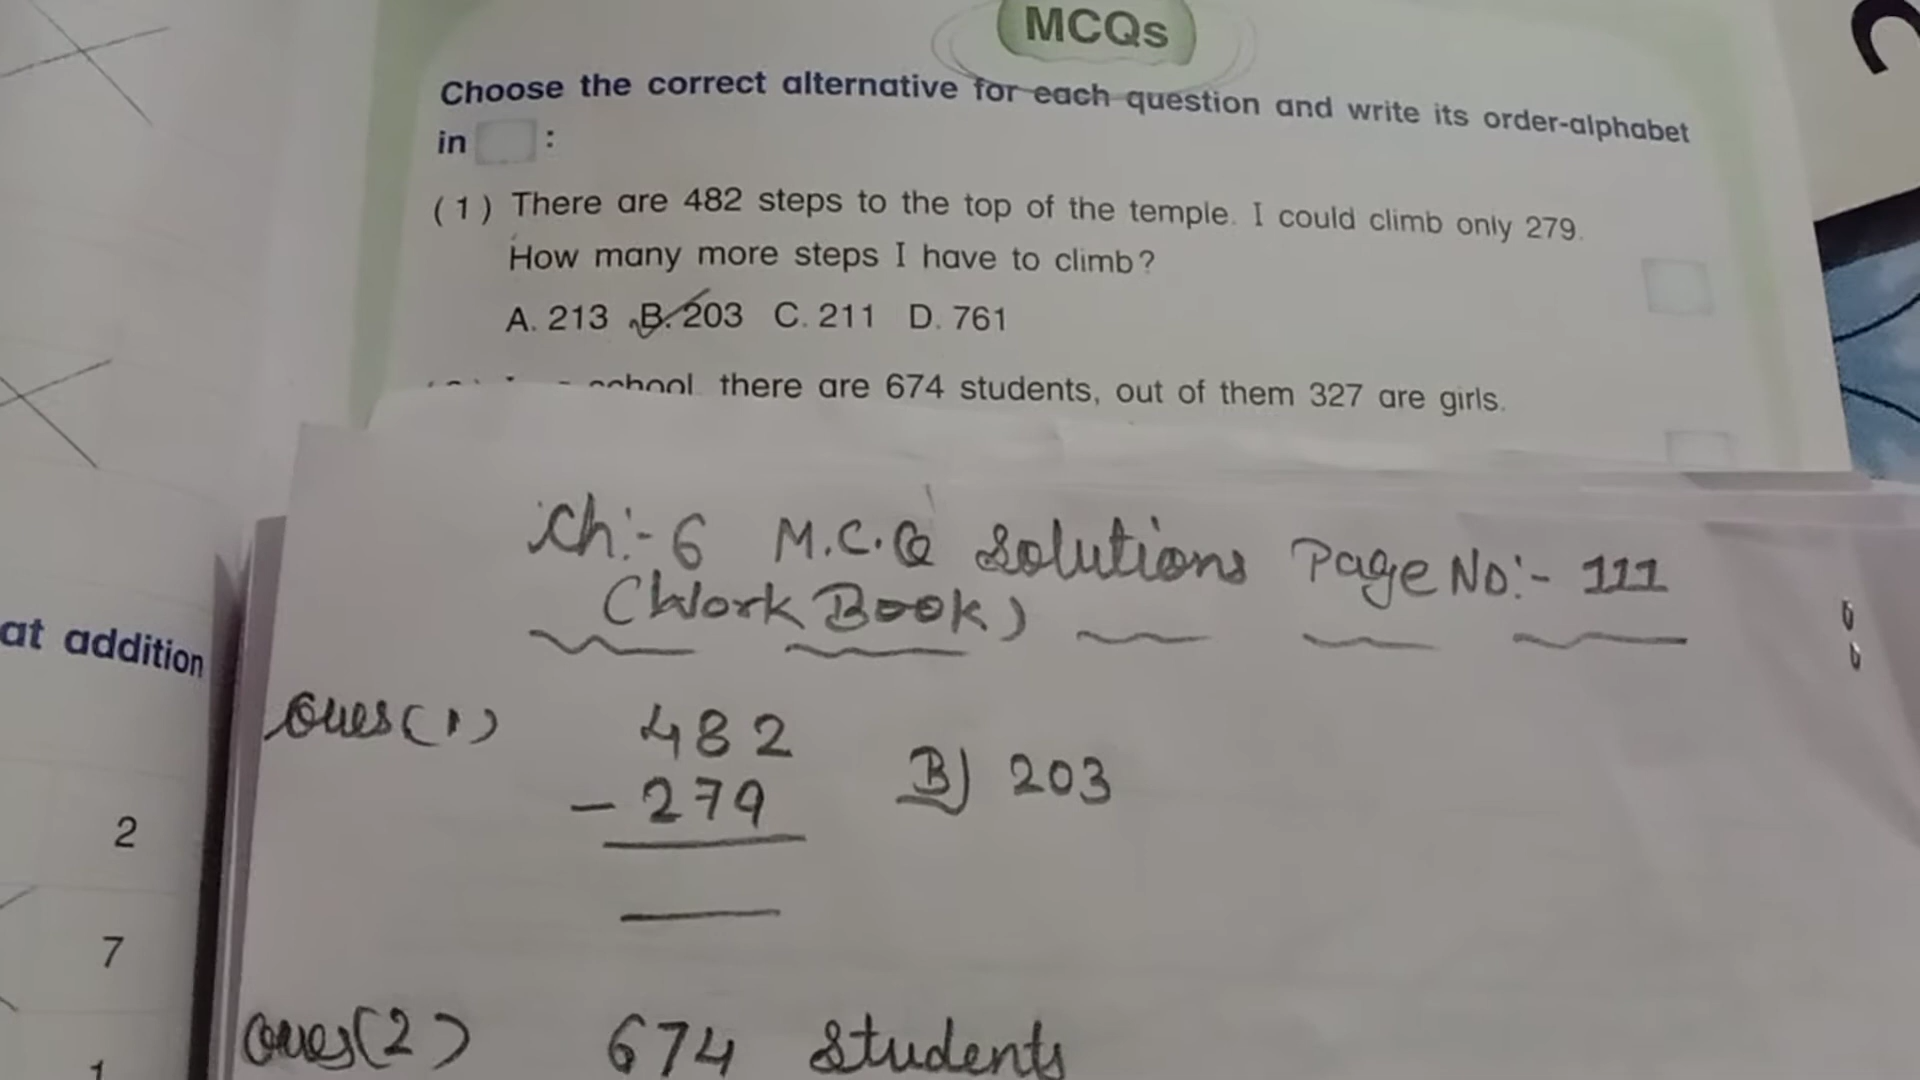 MCQs
Choose the correct alternative for each question and write its order-alphabet
in :
(1) There are 482 steps to the top of the temple. I could climb only 279.
How many more steps I have to climb?
A. 213 B. 203 C. 211 D. 761
school there are 674 students, out of them 327 are girls.
Ch:- 6 M.C.Q Solutions Page No:- 111
(Work Book)
at addition
2
7
1
Ques(1) 482
- 279
B) 203
Ques(2) 674 Students